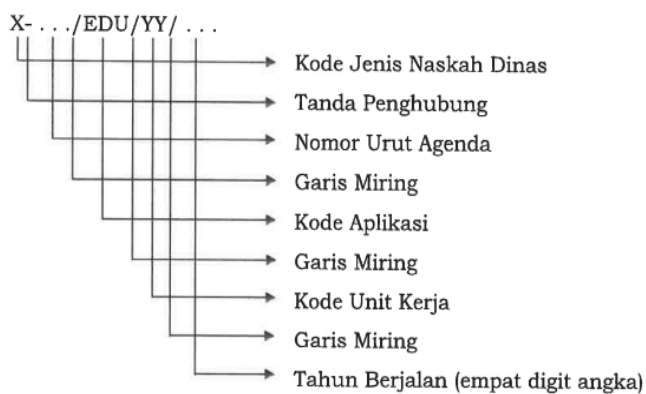 X- . . ./EDU/YY/ . . .
Kode Jenis Naskah Dinas
Tanda Penghubung
Nomor Urut Agenda
Garis Miring
Kode Aplikasi
Garis Miring
Kode Unit Kerja
Garis Miring
Tahun Berjalan (empat digit angka)